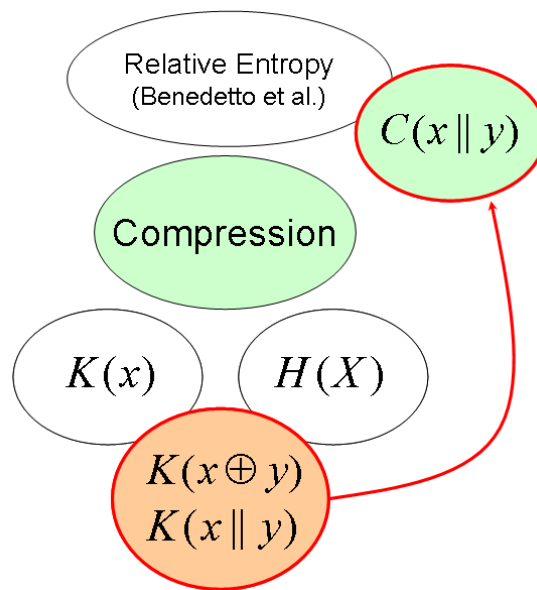 Relative Entropy
(Benedetto et al.)
C(x || y)
Compression
K(x)
H(X)
K(x ⊕ y)
K(x || y)